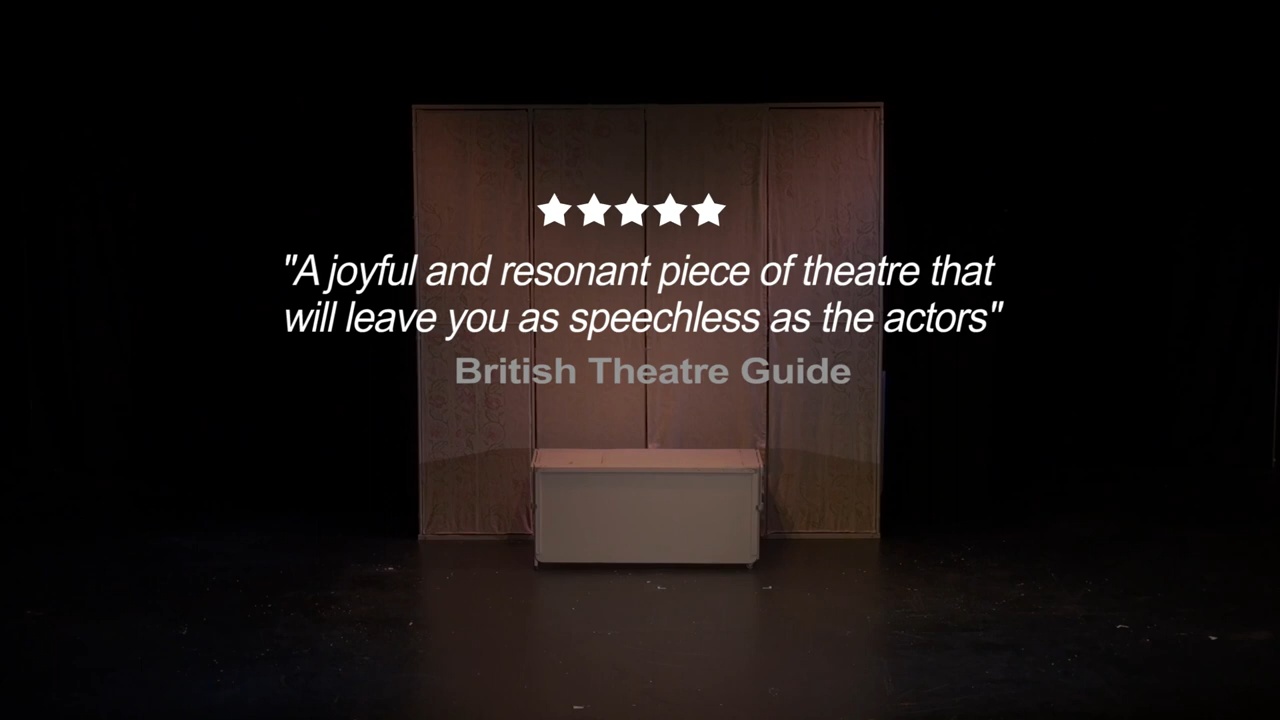 "A joyful and resonant piece of theatre that
will leave you as speechless as the actors"
British Theatre Guide